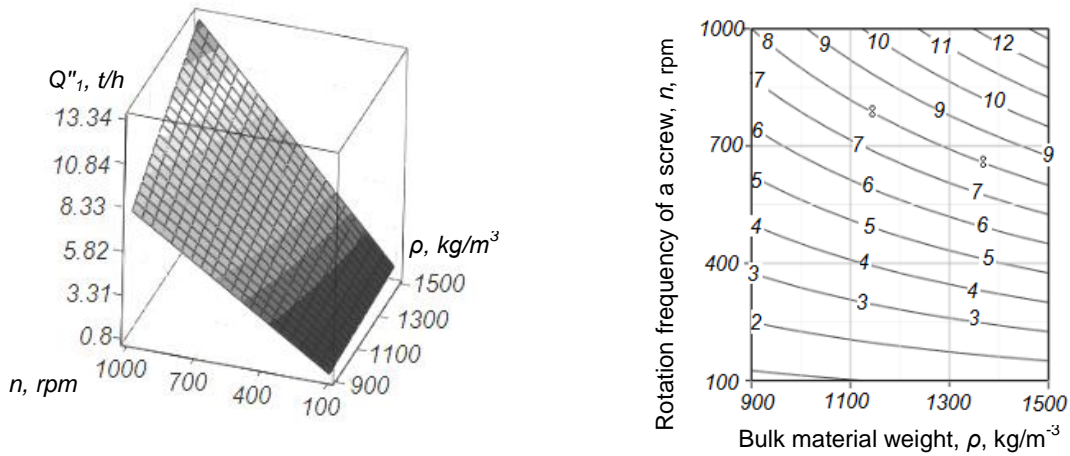 Q"₁, t/h
13.34
10.84
8.33
5.82
3.31
0.8
1000
700
400
100
n, rpm
900
1100
1300
1500
ρ, kg/m³
Rotation frequency of a screw, n, rpm
1000
700
400
100
8 9 10 11 12
7 8 9 10
6 7 8 9
5 6 7
4 5 6
3 4 5
2 3 4
3
900 1100 1300 1500
Bulk material weight, ρ, kg/m⁻³